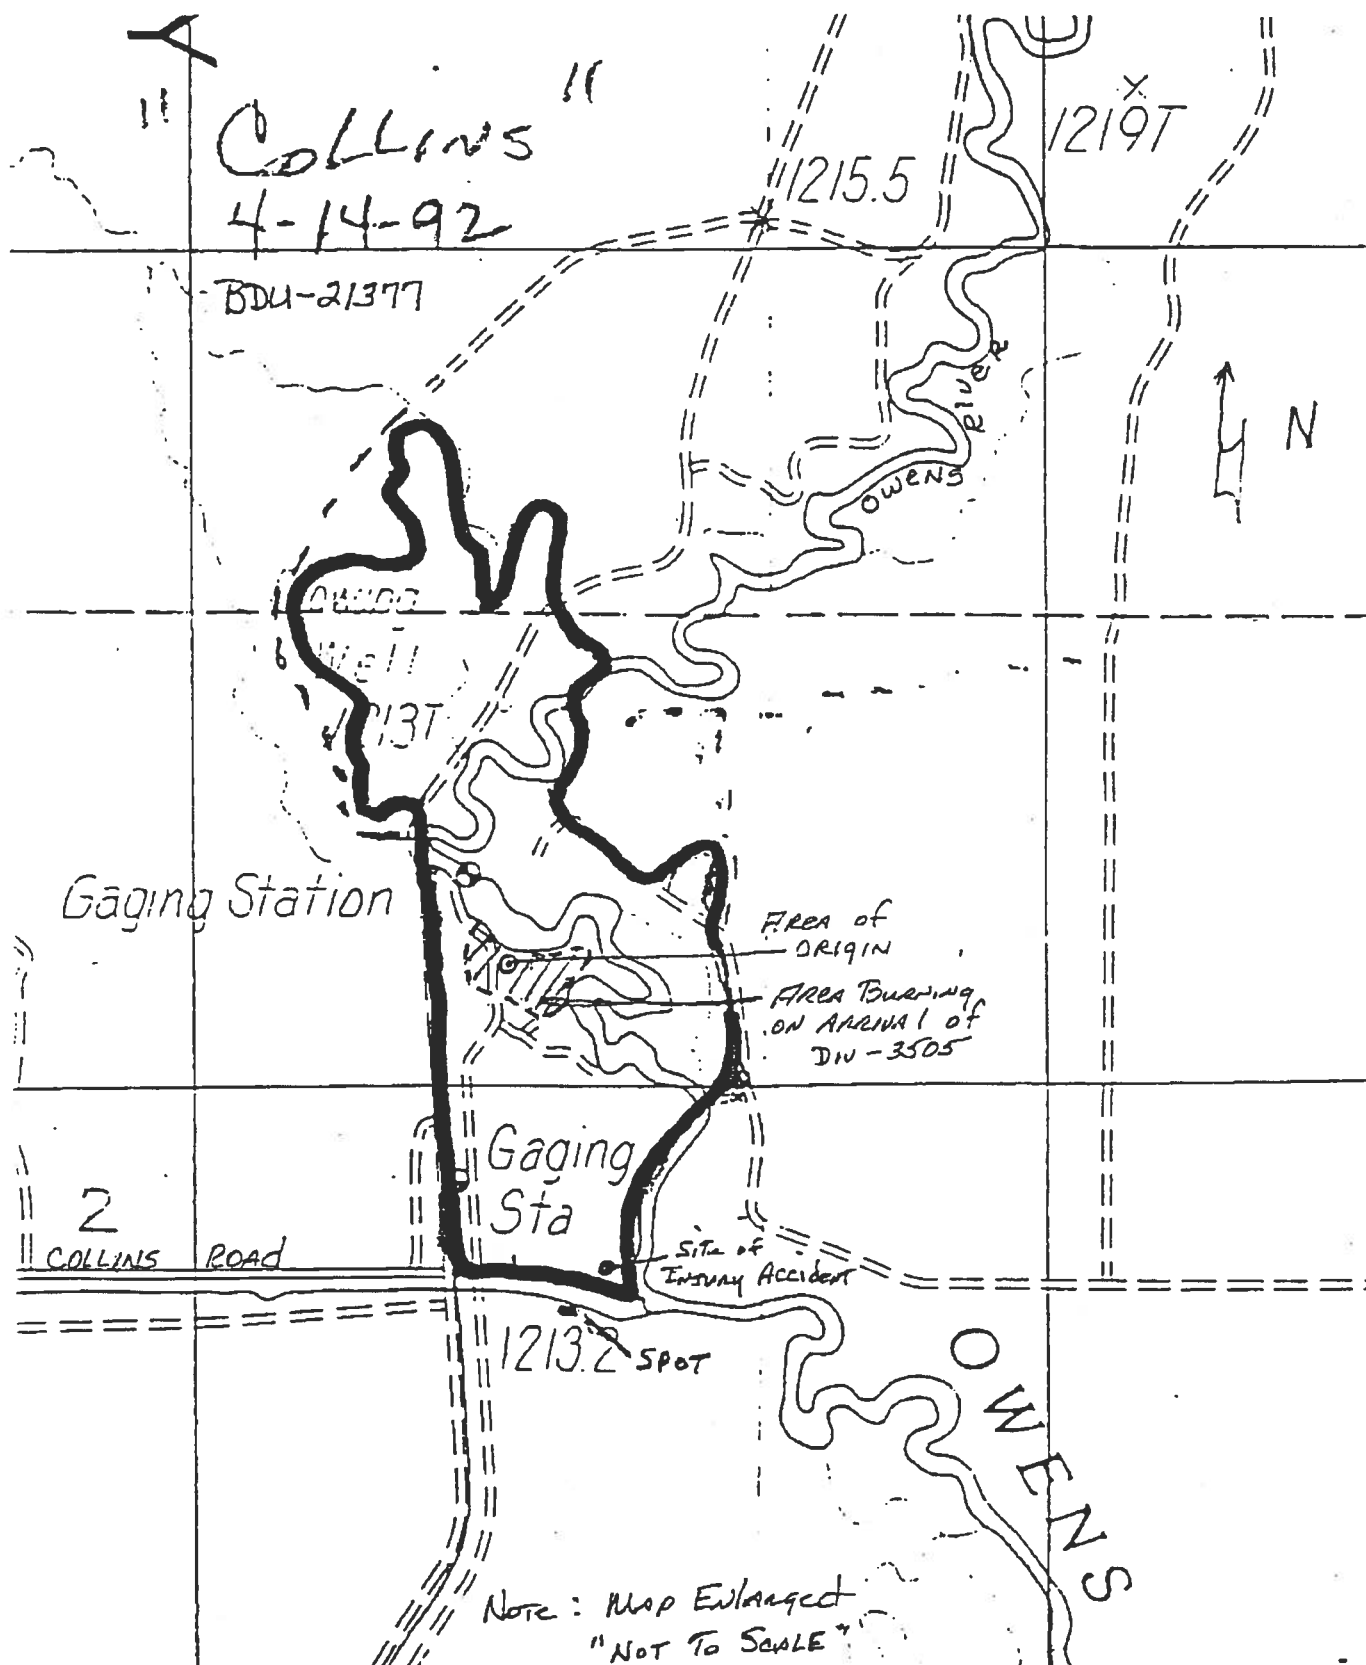 "Collins"
4-14-92
BDU-21377
1219T
1215.5
N
OWENS RIVER
Well
Gaging Station
AREA OF
ORIGIN
AREA BURNING
ON ARRIVAL OF
DIV-3505
Gaging
Sta
2
COLLINS ROAD
SITE OF
INJURY ACCIDENT
1213.2
SPOT
OWENS
NOTE: MAP ENLARGED
"NOT TO SCALE"